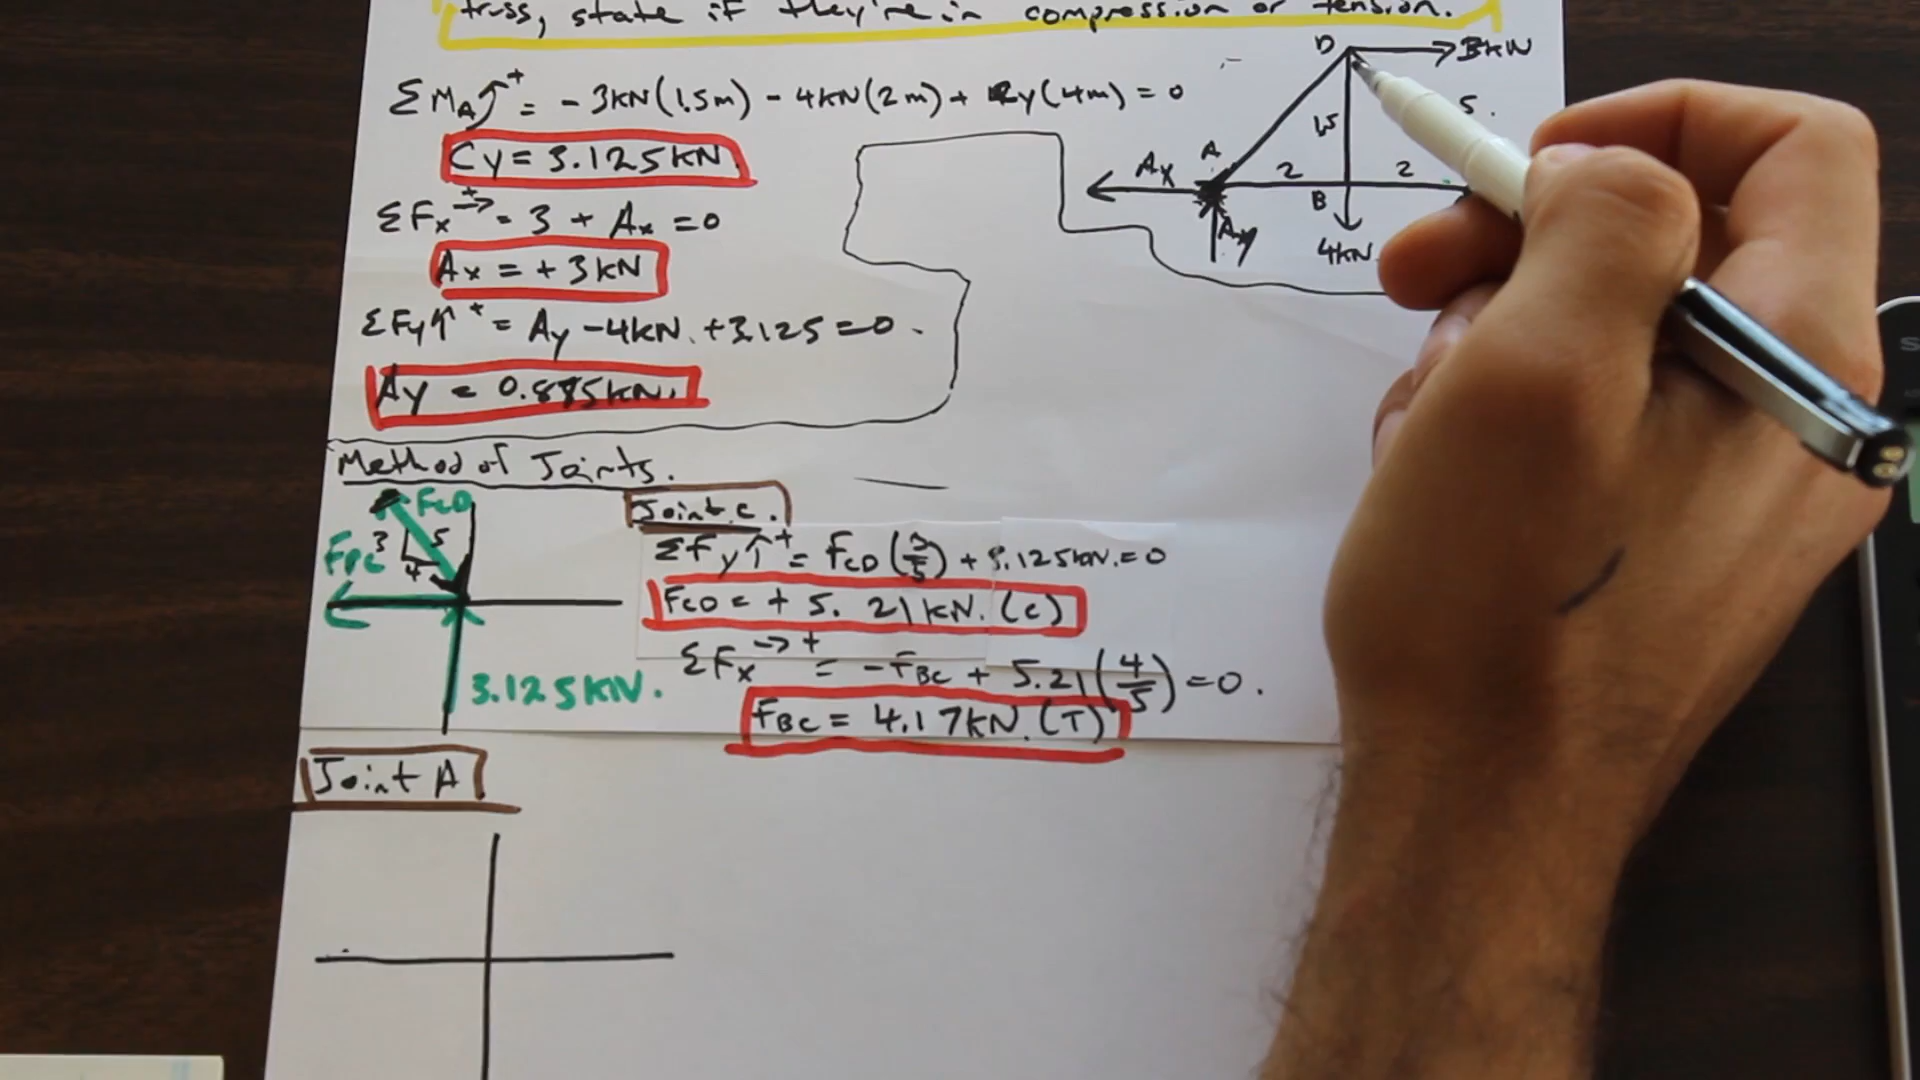 truss, state if they're in compression or tension.
ΣM_A ↺+ = - 3KN(1.5m) - 4KN(2m) + Cy(4m) = 0
Cy = 3.125KN.
ΣFx →+ = 3 + Ax = 0
Ax = + 3KN
ΣFy ↑+ = Ay - 4KN. + 3.125 = 0.
Ay = 0.875KN.
D 3KN
1.5
5.
A
Ax 2 2
B
Ay
4KN.
Method of Joints.
FCD
3 5
4
FBC
3.125KN.
Joint C.
ΣFy ↑+ = FCD (3/5) + 3.125KN. = 0
FCD = + 5.21KN. (C)
ΣFx →+ = - FBC + 5.21(4/5) = 0.
FBC = 4.17KN. (T)
Joint A